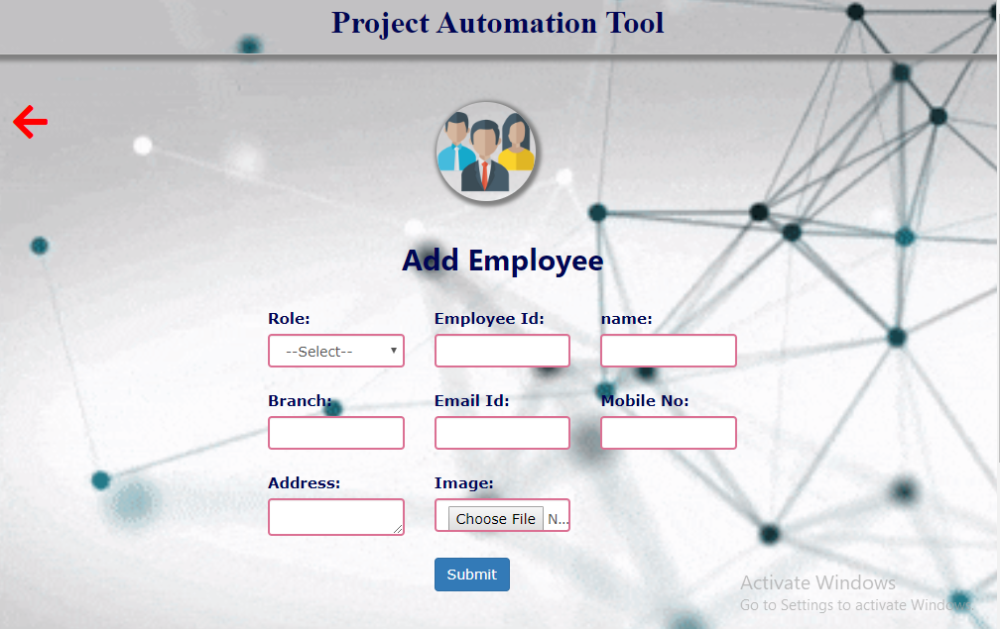 Project Automation Tool
Add Employee
Role: Employee Id: name:
--Select--
Branch: Email Id: Mobile No:
Address: Image:
Choose File N...
Submit
Activate Windows
Go to Settings to activate Windows.